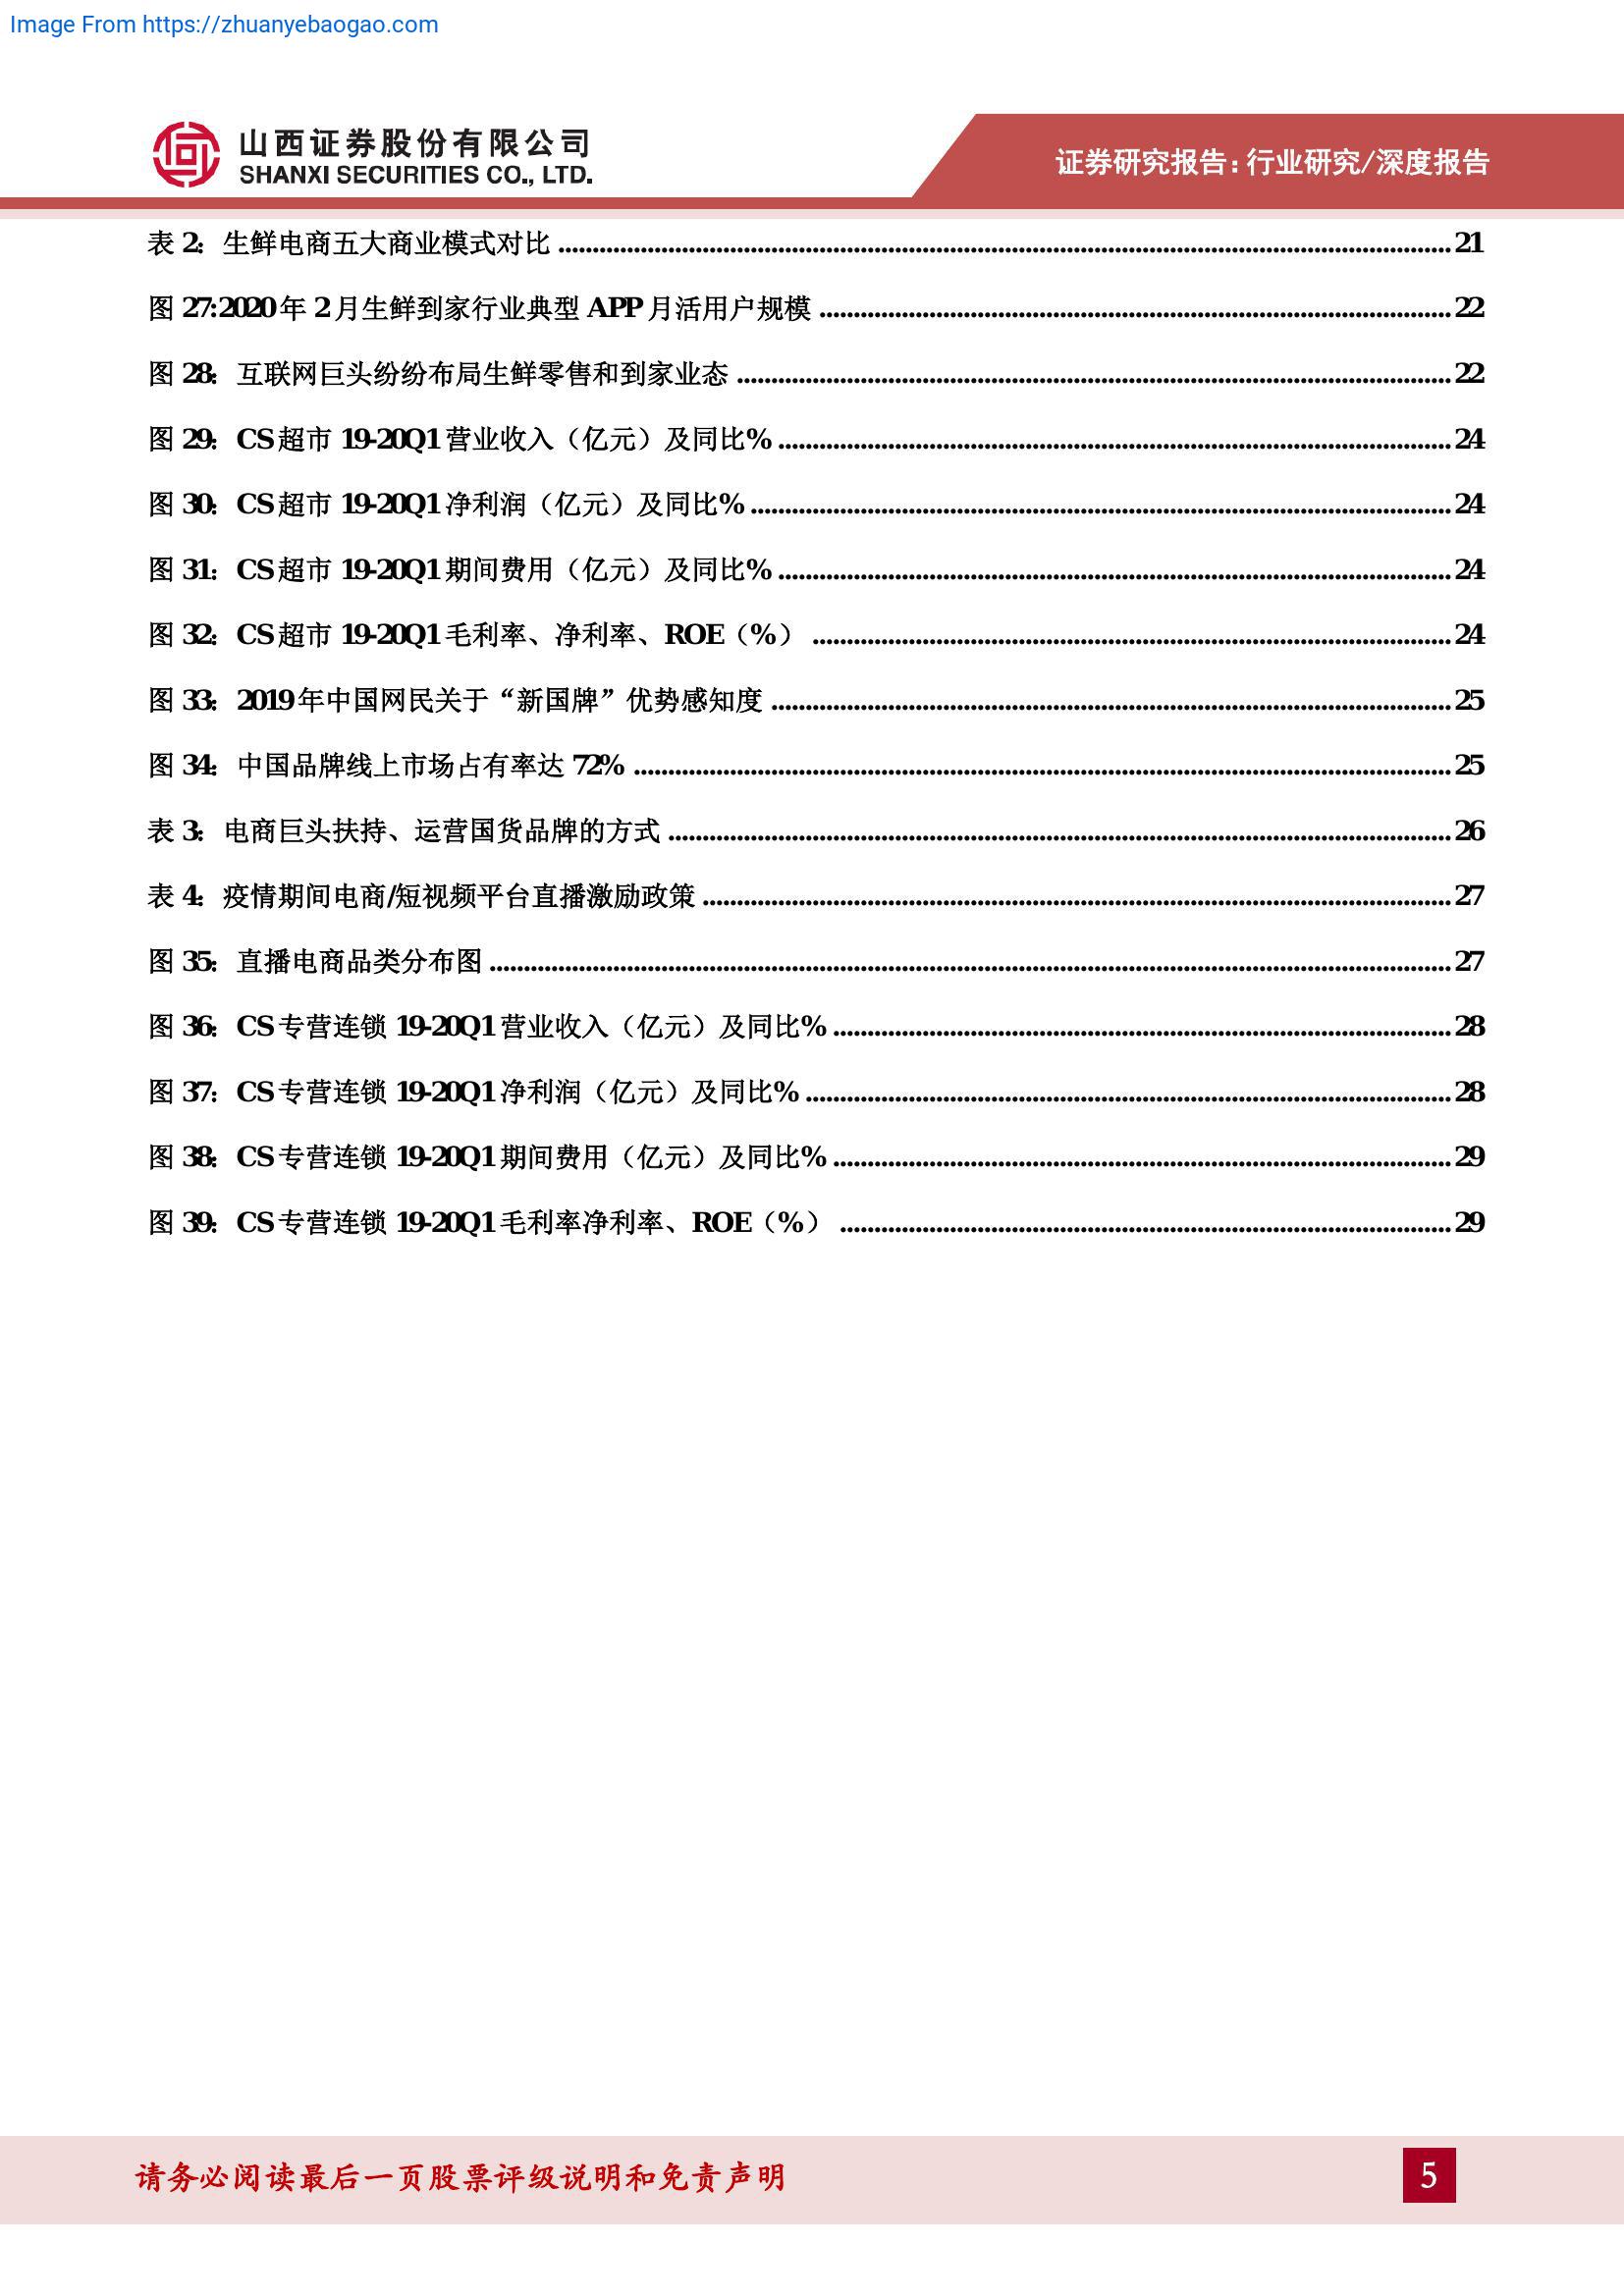 Image From https://zhuanyebaogao.com
山西证券股份有限公司
SHANXI SECURITIES CO., LTD.
证券研究报告:行业研究/深度报告
表 2: 生鲜电商五大商业模式对比 21
图 27:2020 年 2 月生鲜到家行业典型 APP 月活用户规模 22
图 28: 互联网巨头纷纷布局生鲜零售和到家业态 22
图 29: CS 超市 19-20Q1 营业收入（亿元）及同比% 24
图 30: CS 超市 19-20Q1 净利润（亿元）及同比% 24
图 31: CS 超市 19-20Q1 期间费用（亿元）及同比% 24
图 32: CS 超市 19-20Q1 毛利率、净利率、ROE（%） 24
图 33: 2019 年中国网民关于“新国牌”优势感知度 25
图 34: 中国品牌线上市场占有率达 72% 25
表 3: 电商巨头扶持、运营国货品牌的方式 26
表 4: 疫情期间电商/短视频平台直播激励政策 27
图 35: 直播电商品类分布图 27
图 36: CS 专营连锁 19-20Q1 营业收入（亿元）及同比% 28
图 37: CS 专营连锁 19-20Q1 净利润（亿元）及同比% 28
图 38: CS 专营连锁 19-20Q1 期间费用（亿元）及同比% 29
图 39: CS 专营连锁 19-20Q1 毛利率净利率、ROE（%） 29
请务必阅读最后一页股票评级说明和免责声明
5